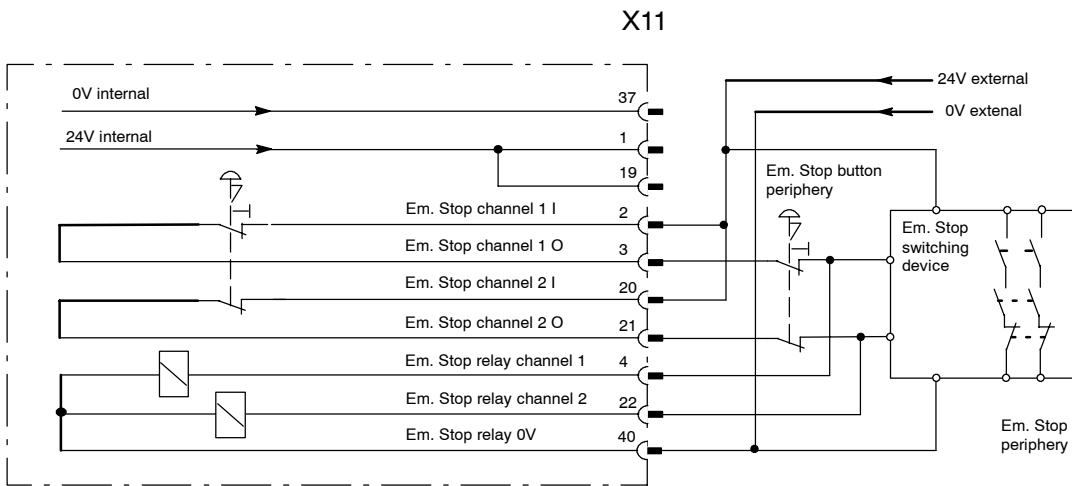 X11
0V internal
37
24V external
0V extenal
24V internal
1
19
Em. Stop button
periphery
Em. Stop channel 1 I
2
Em. Stop
switching
device
Em. Stop channel 1 O
3
Em. Stop channel 2 I
20
Em. Stop channel 2 O
21
Em. Stop relay channel 1
4
Em. Stop relay channel 2
22
Em. Stop relay 0V
40
Em. Stop
periphery